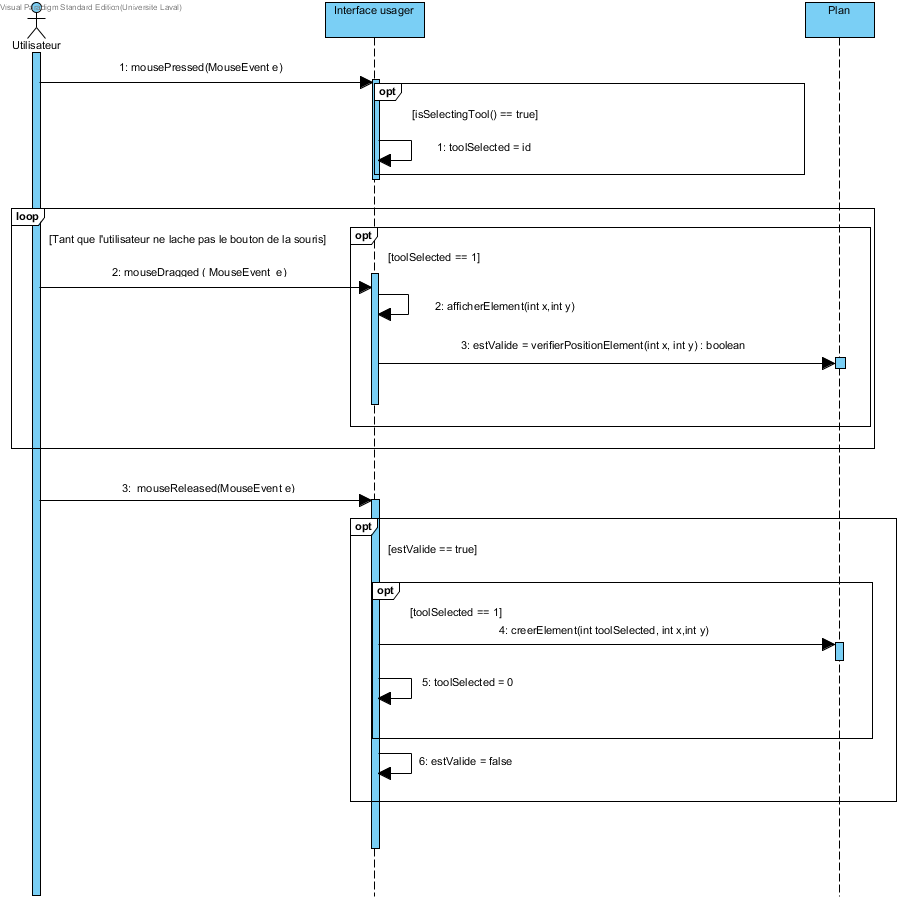 Visual Paradigm Standard Edition(Universite Laval)
Utilisateur
Interface usager
Plan
1: mousePressed(MouseEvent e)
opt
[isSelectingTool() == true]
1: toolSelected = id
loop
[Tant que l'utilisateur ne lache pas le bouton de la souris]
opt
[toolSelected == 1]
2: mouseDragged ( MouseEvent e)
2: afficherElement(int x,int y)
3: estValide = verifierPositionElement(int x, int y) : boolean
3: mouseReleased(MouseEvent e)
opt
[estValide == true]
opt
[toolSelected == 1]
4: creerElement(int toolSelected, int x,int y)
5: toolSelected = 0
6: estValide = false